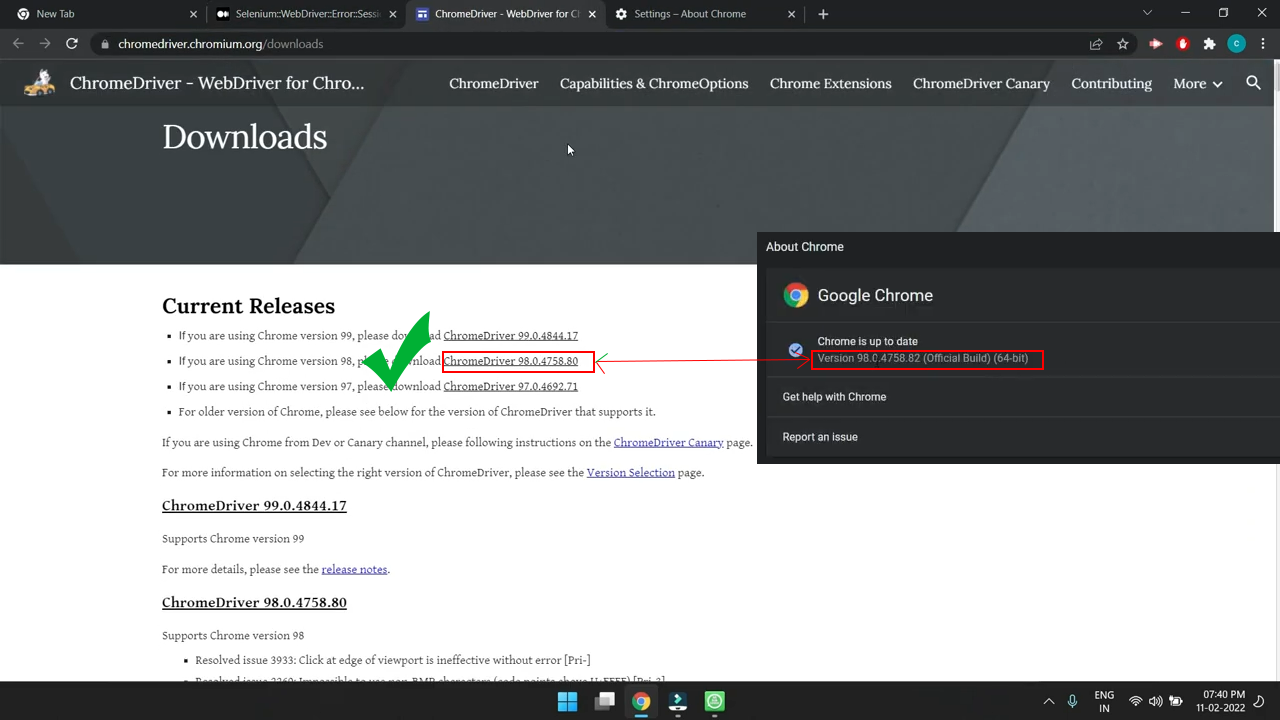 New Tab
Selenium::WebDriver::Error::Sessi
ChromeDriver - WebDriver for Ch
Settings – About Chrome
chromedriver.chromium.org/downloads
C
ChromeDriver - WebDriver for Chro...
ChromeDriver
Capabilities & ChromeOptions
Chrome Extensions
ChromeDriver Canary
Contributing
More
Downloads
About Chrome
Google Chrome
Chrome is up to date
Version 98.0.4758.82 (Official Build) (64-bit)
Get help with Chrome
Report an issue
Current Releases
If you are using Chrome version 99, please download ChromeDriver 99.0.4844.17
If you are using Chrome version 98, please download ChromeDriver 98.0.4758.80
If you are using Chrome version 97, please download ChromeDriver 97.0.4692.71
For older version of Chrome, please see below for the version of ChromeDriver that supports it.
If you are using Chrome from Dev or Canary channel, please following instructions on the ChromeDriver Canary page.
For more information on selecting the right version of ChromeDriver, please see the Version Selection page.
ChromeDriver 99.0.4844.17
Supports Chrome version 99
For more details, please see the release notes.
ChromeDriver 98.0.4758.80
Supports Chrome version 98
Resolved issue 3933: Click at edge of viewport is ineffective without error [Pri-]
ENG
IN
07:40 PM
11-02-2022